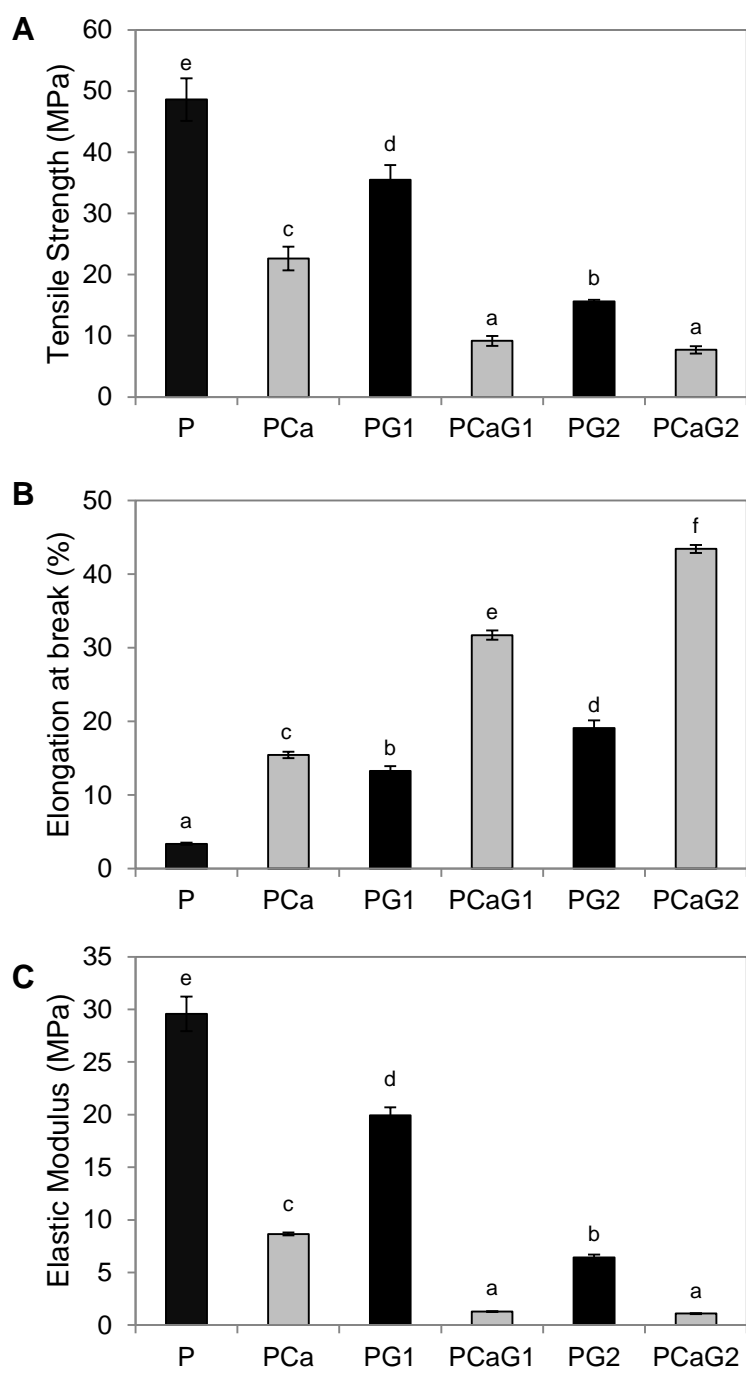 A
Tensile Strength (MPa)
60
50
40
30
20
10
0
e
c
d
a
b
a
P PCa PG1 PCaG1 PG2 PCaG2
B
Elongation at break (%)
50
40
30
20
10
0
a
c
b
e
d
f
P PCa PG1 PCaG1 PG2 PCaG2
C
Elastic Modulus (MPa)
35
30
25
20
15
10
5
0
e
c
d
a
b
a
P PCa PG1 PCaG1 PG2 PCaG2